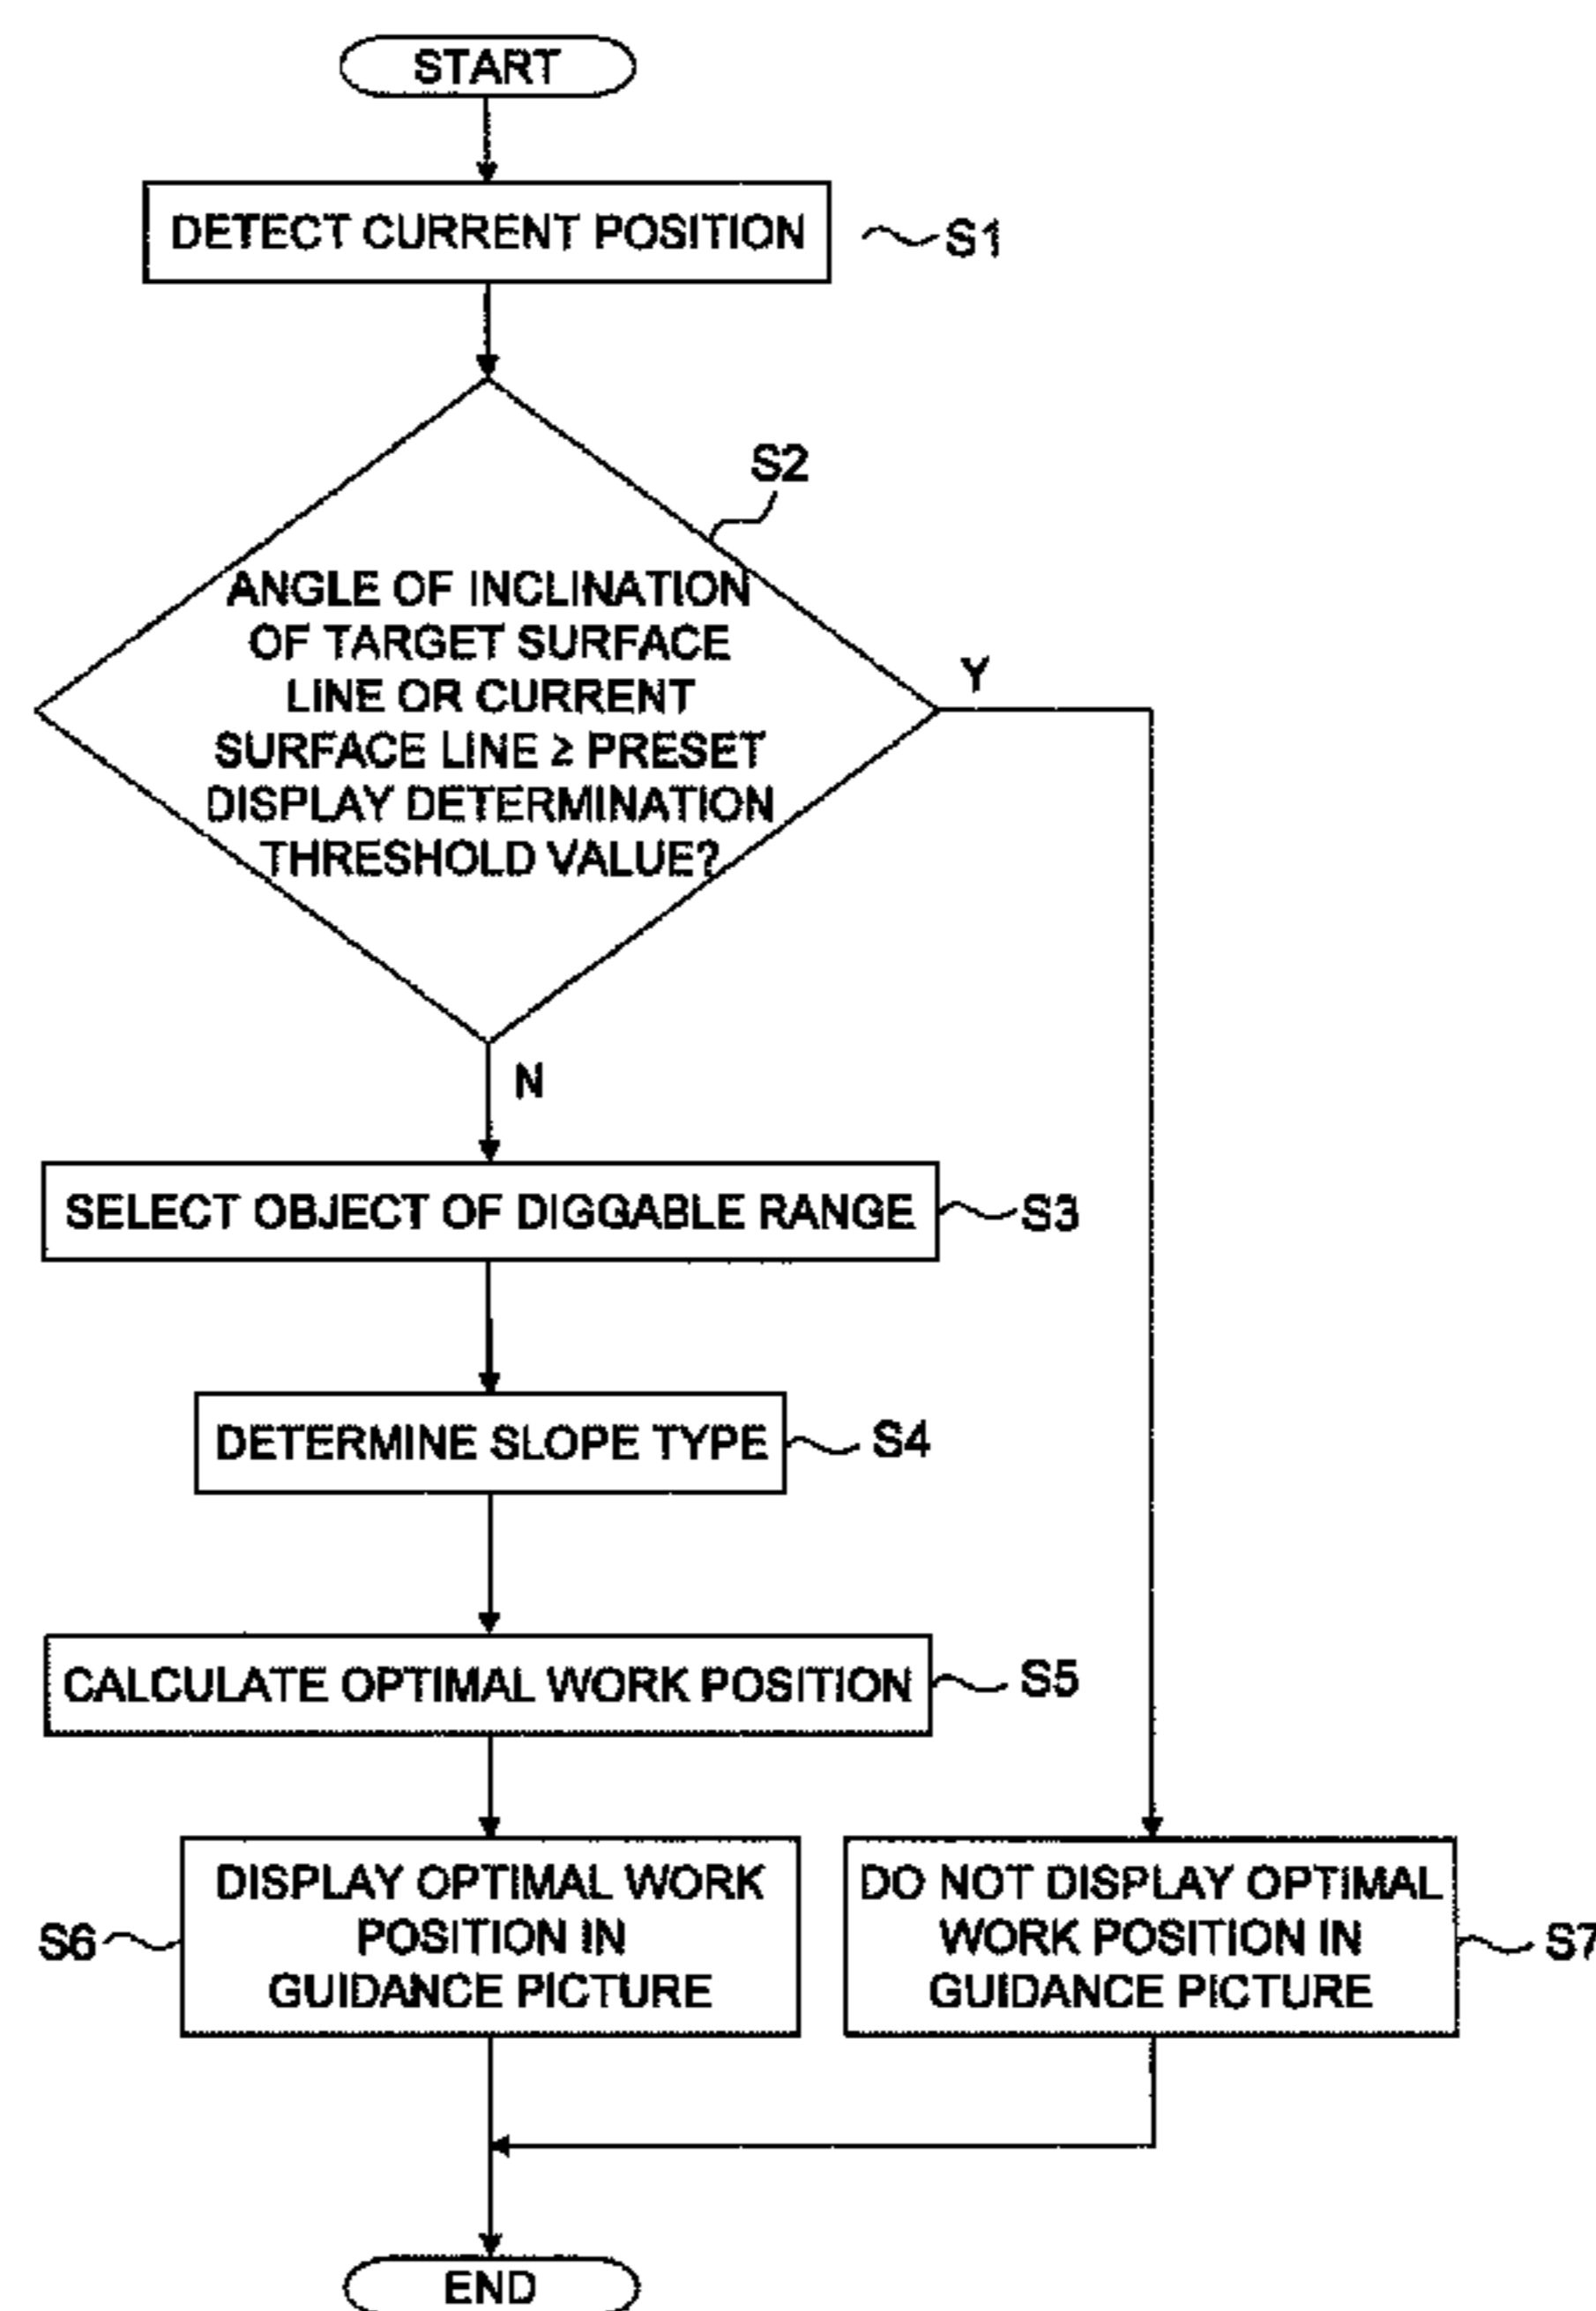 START
DETECT CURRENT POSITION
S1
S2
ANGLE OF INCLINATION
OF TARGET SURFACE
LINE OR CURRENT
SURFACE LINE ≥ PRESET
DISPLAY DETERMINATION
THRESHOLD VALUE?
Y
N
SELECT OBJECT OF DIGGABLE RANGE
S3
DETERMINE SLOPE TYPE
S4
CALCULATE OPTIMAL WORK POSITION
S5
DISPLAY OPTIMAL WORK
POSITION IN
GUIDANCE PICTURE
S6
DO NOT DISPLAY OPTIMAL
WORK POSITION IN
GUIDANCE PICTURE
S7
END